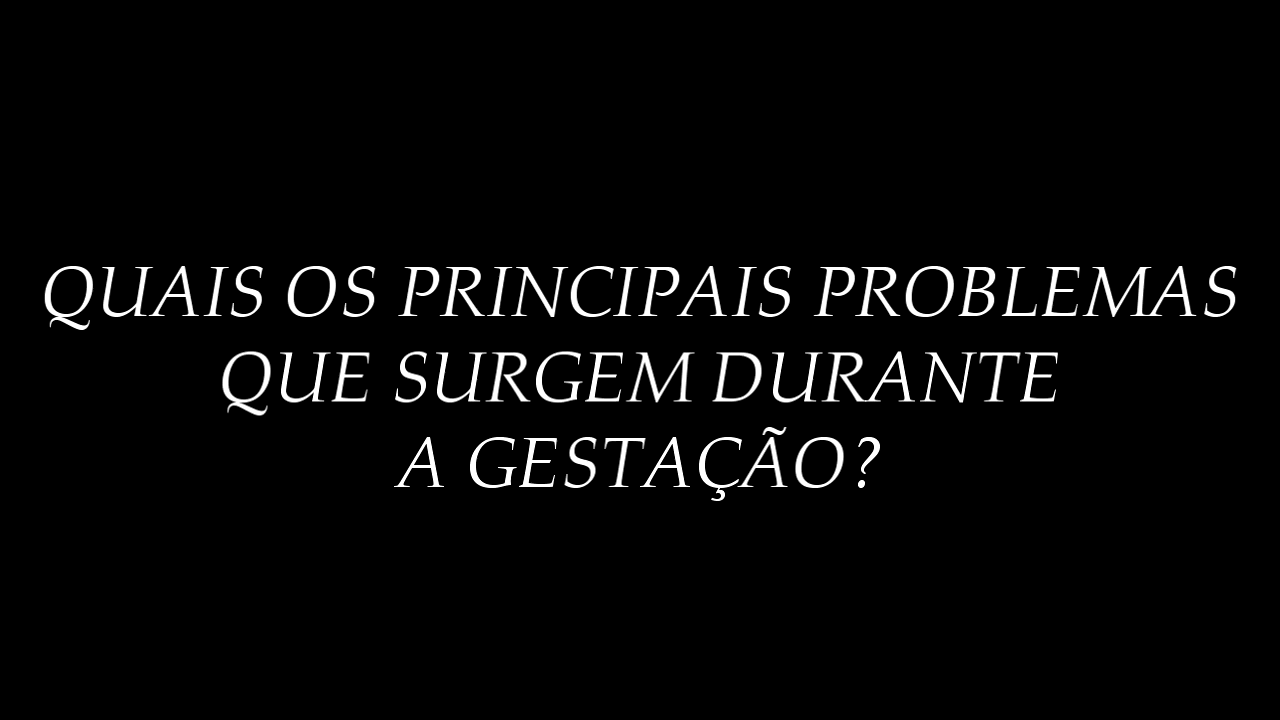 QUAIS OS PRINCIPAIS PROBLEMAS
QUE SURGEM DURANTE
A GESTAÇÃO?